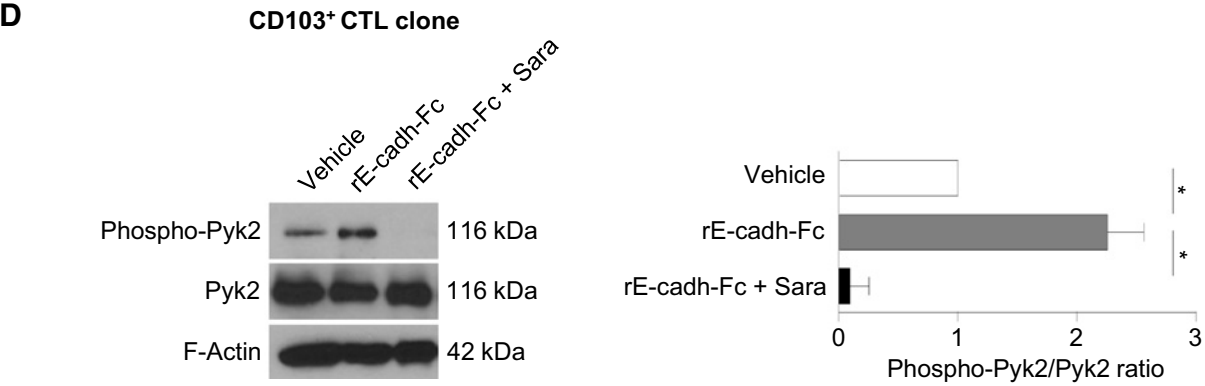 D
CD103+ CTL clone
Vehicle
rE-cadh-Fc
rE-cadh-Fc + Sara
Phospho-Pyk2 116 kDa
Pyk2 116 kDa
F-Actin 42 kDa
Vehicle
*
rE-cadh-Fc
*
rE-cadh-Fc + Sara
0 1 2 3
Phospho-Pyk2/Pyk2 ratio